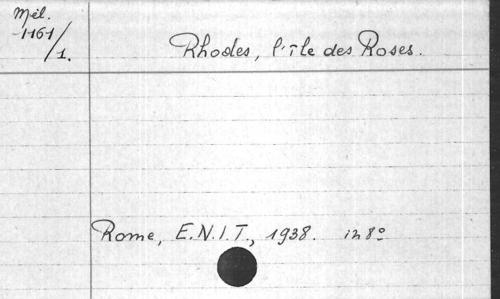 Mél.
1161/1.
Rhodes, l'île des Roses.
Rome, E.N.I.T., 1938. in 8°